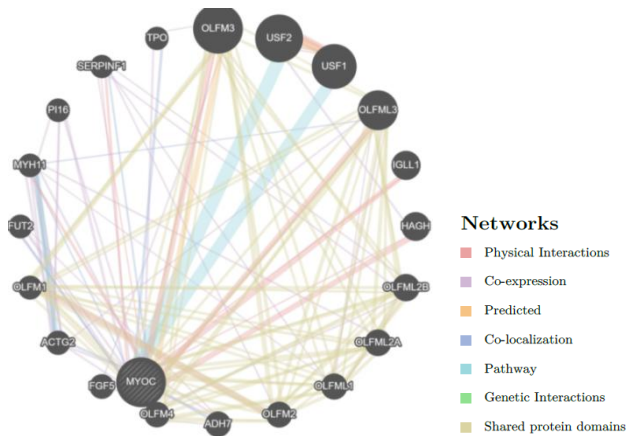 OLFM3
USF2
USF1
TPO
SERPINF1
OLFML3
PI16
IGLL1
MYH11
HAGH
FUT2
OLFM1
OLFML2B
ACTG2
OLFML2A
FGF5
MYOC
OLFML1
OLFM4
ADH7
OLFM2
Networks
Physical Interactions
Co-expression
Predicted
Co-localization
Pathway
Genetic Interactions
Shared protein domains